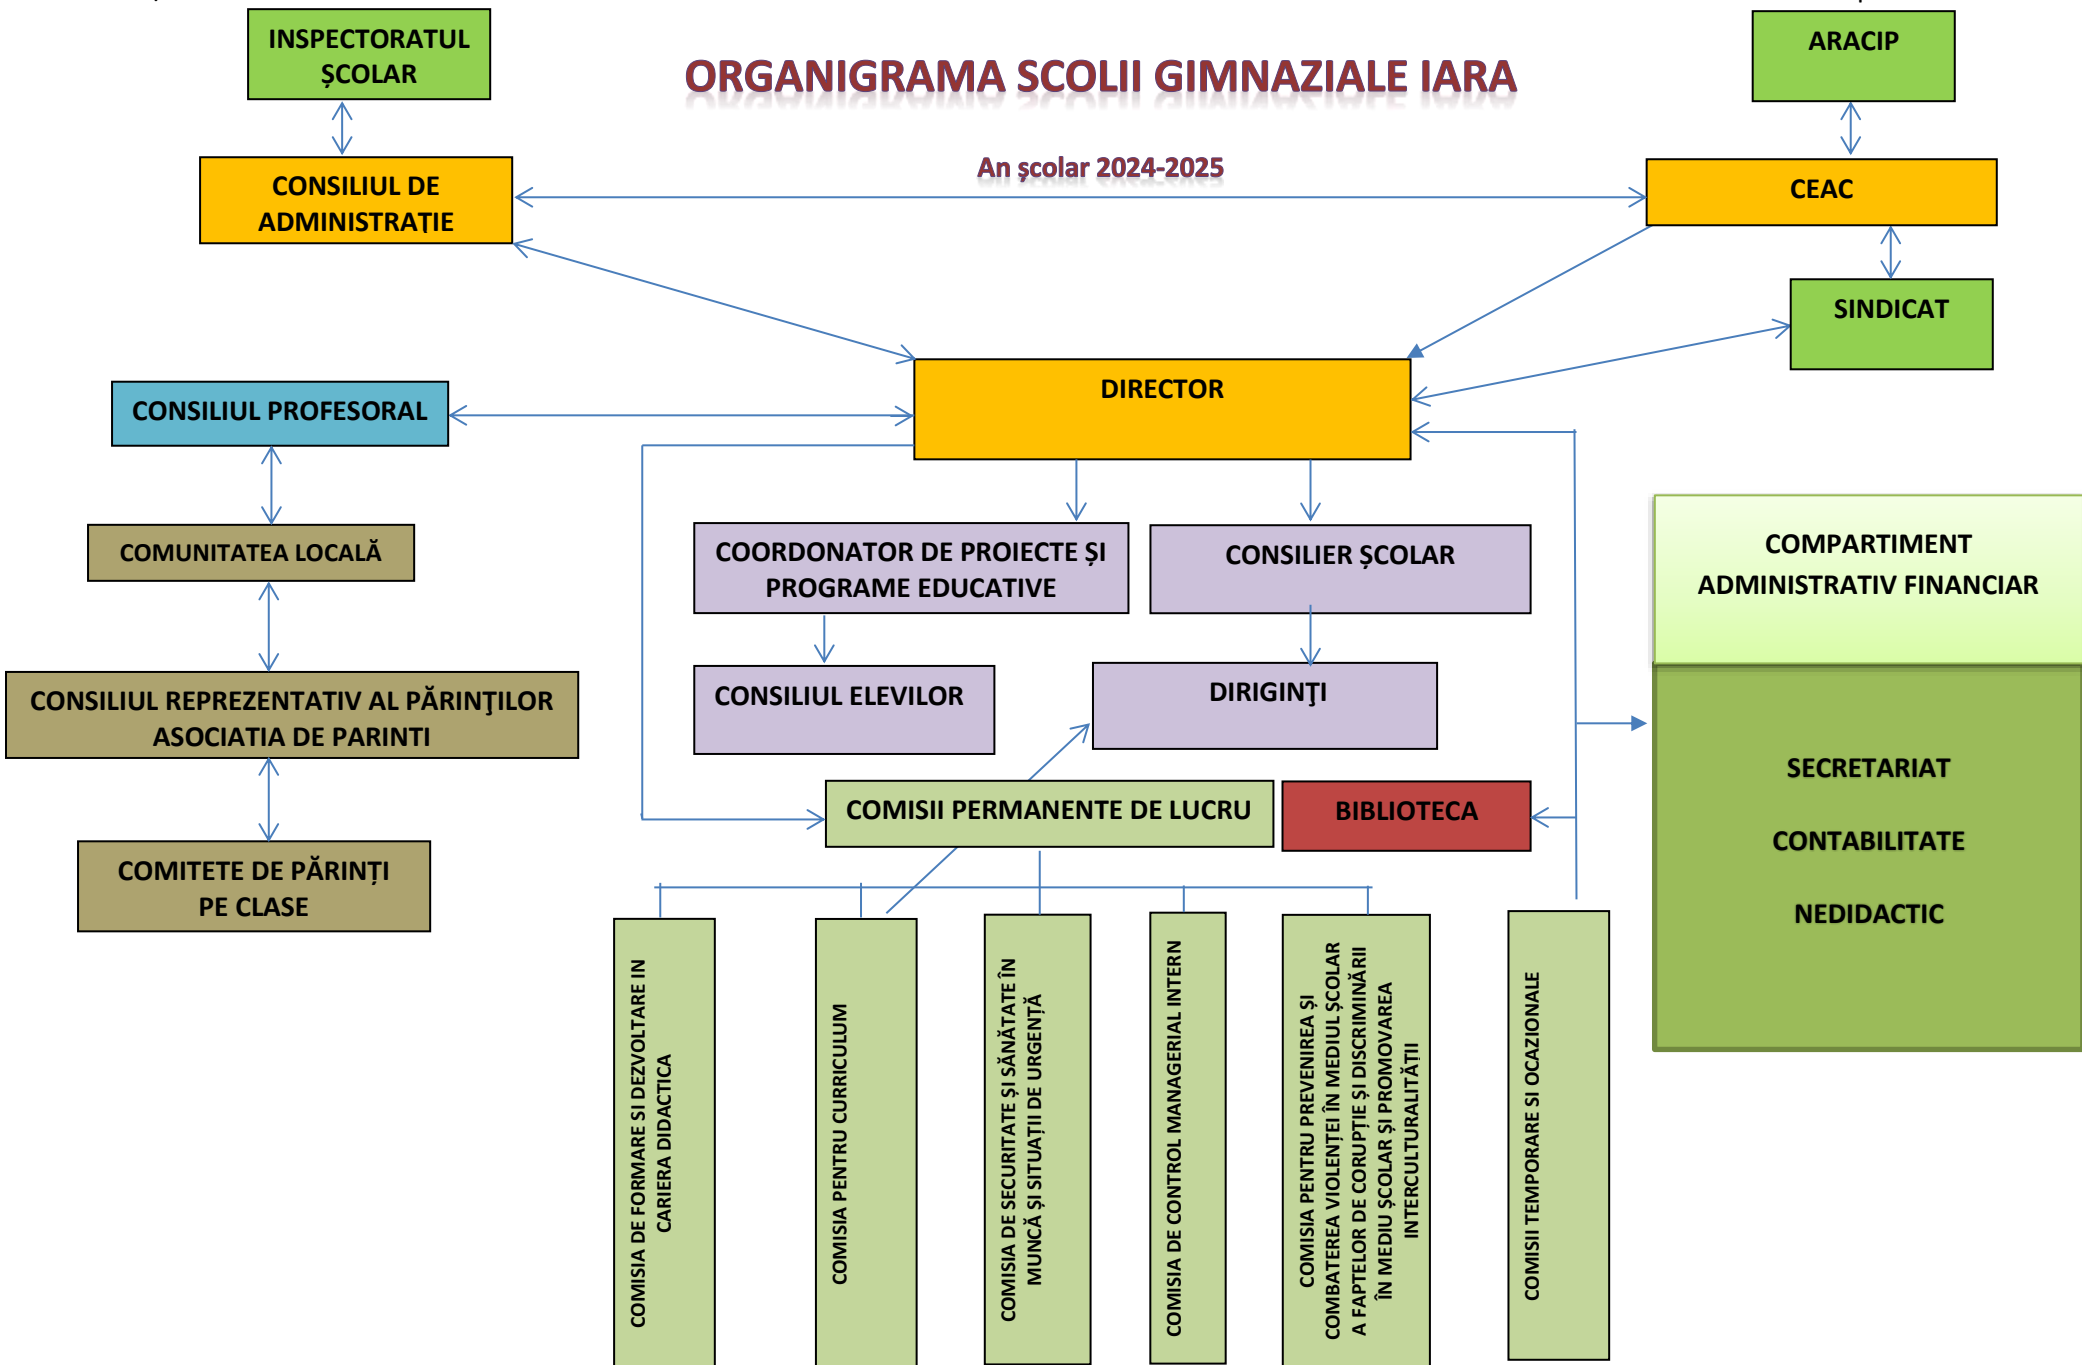 INSPECTORATUL
ŞCOLAR
ORGANIGRAMA SCOLII GIMNAZIALE IARA
ARACIP
An școlar 2024-2025
CONSILIUL DE
ADMINISTRAŢIE
CEAC
SINDICAT
DIRECTOR
CONSILIUL PROFESORAL
COMUNITATEA LOCALĂ
COORDONATOR DE PROIECTE ȘI
PROGRAME EDUCATIVE
CONSILIER ȘCOLAR
COMPARTIMENT
ADMINISTRATIV FINANCIAR
CONSILIUL REPREZENTATIV AL PĂRINŢILOR
ASOCIATIA DE PARINTI
CONSILIUL ELEVILOR
DIRIGINŢI
SECRETARIAT
CONTABILITATE
NEDIDACTIC
COMISII PERMANENTE DE LUCRU
BIBLIOTECA
COMITETE DE PĂRINȚI
PE CLASE
COMISIA DE FORMARE SI DEZVOLTARE IN
CARIERA DIDACTICA
COMISIA PENTRU CURRICULUM
COMISIA DE SECURITATE ȘI SĂNĂTATE ÎN
MUNCĂ ȘI SITUAȚII DE URGENȚĂ
COMISIA DE CONTROL MANAGERIAL INTERN
COMISIA PENTRU PREVENIREA ȘI
COMBATEREA VIOLENȚEI ÎN MEDIUL ȘCOLAR
A FAPTELOR DE CORUPȚIE ȘI DISCRIMINĂRII
ÎN MEDIU ȘCOLAR ȘI PROMOVAREA
INTERCULTURALITĂȚII
COMISII TEMPORARE SI OCAZIONALE